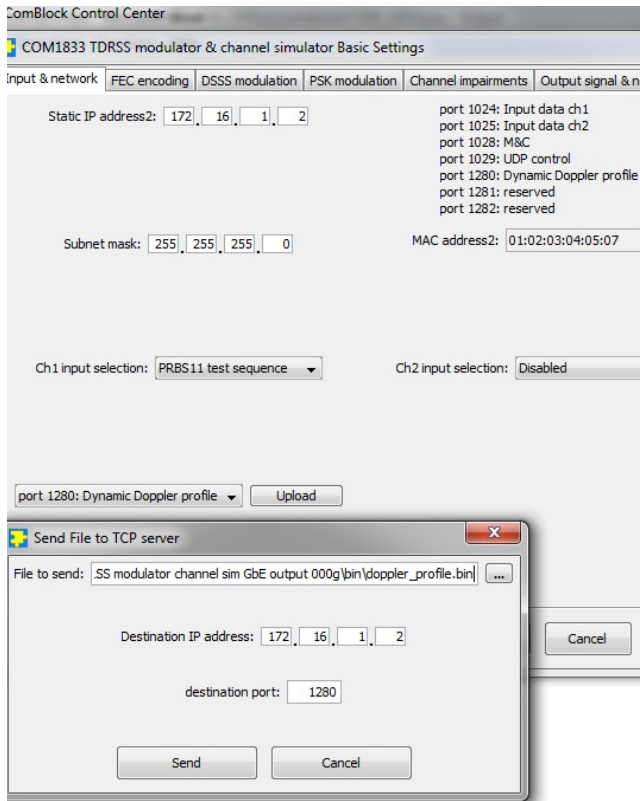 ComBlock Control Center
COM1833 TDRSS modulator & channel simulator Basic Settings
Input & network FEC encoding DSSS modulation PSK modulation Channel impairments Output signal & n
Static IP address2: 172 . 16 . 1 . 2
port 1024: Input data ch1
port 1025: Input data ch2
port 1028: M&C
port 1029: UDP control
port 1280: Dynamic Doppler profile
port 1281: reserved
port 1282: reserved
Subnet mask: 255 . 255 . 255 . 0
MAC address2: 01:02:03:04:05:07
Ch1 input selection: PRBS11 test sequence
Ch2 input selection: Disabled
port 1280: Dynamic Doppler profile Upload
Send File to TCP server
File to send: .SS modulator channel sim GbE output 000g\bin\doppler_profile.bin ...
Destination IP address: 172 . 16 . 1 . 2
Cancel
destination port: 1280
Send Cancel